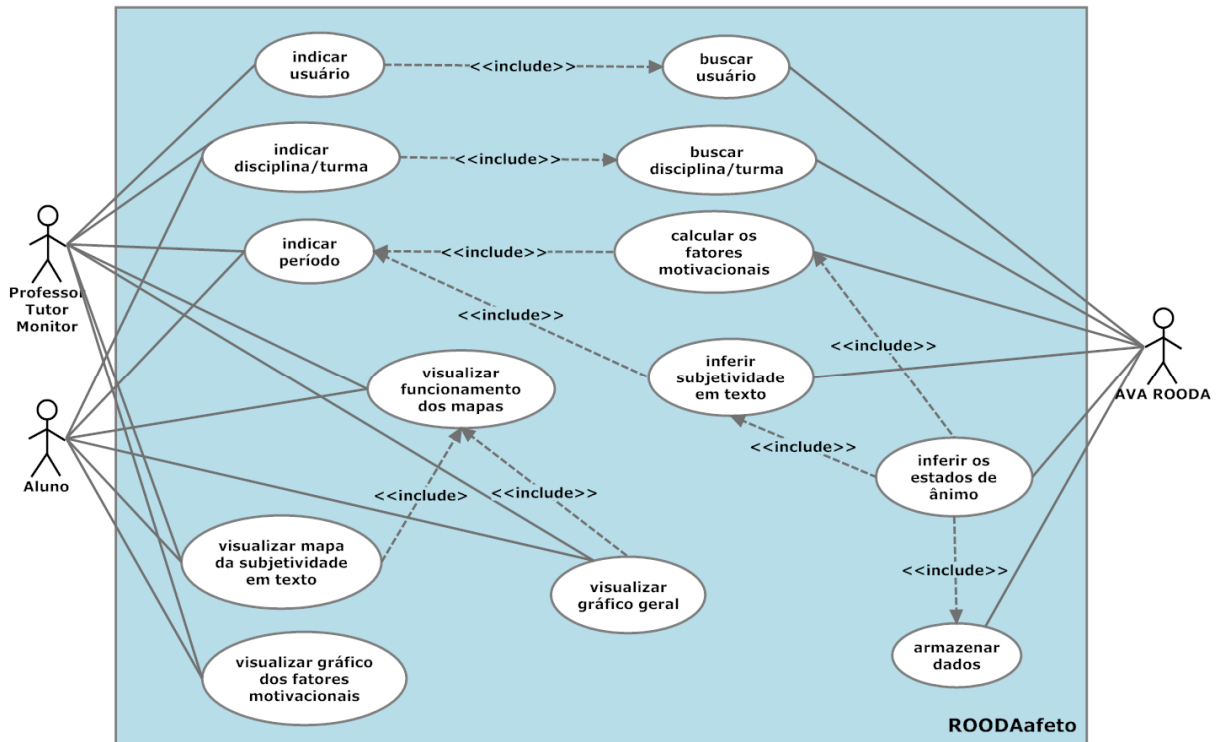 indicar
usuário
<<include>>
buscar
usuário
indicar
disciplina/turma
<<include>>
buscar
disciplina/turma
Professor
Tutor
Monitor
indicar
período
<<include>>
calcular os
fatores
motivacionais
<<include>>
<<include>>
visualizar
funcionamento
dos mapas
inferir
subjetividade
em texto
AVA ROODA
Aluno
<<include>>
inferir os
estados de
ânimo
<<include>
<<include>>
visualizar mapa
da subjetividade
em texto
visualizar
gráfico geral
<<include>>
visualizar gráfico
dos fatores
motivacionais
armazenar
dados
ROODAafeto